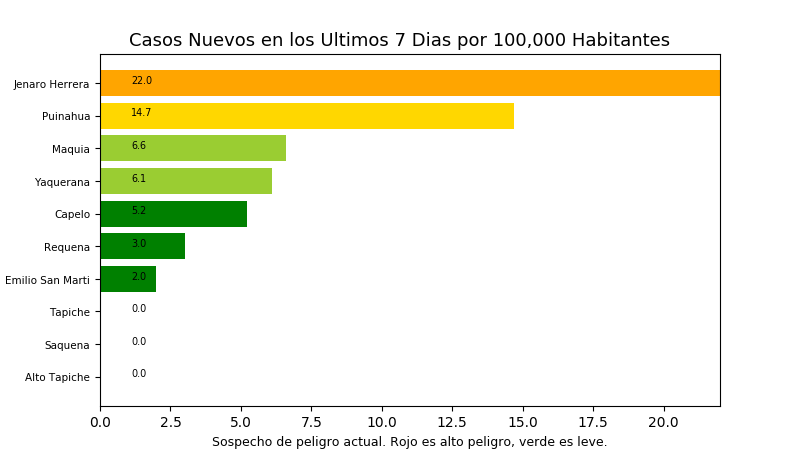 Casos Nuevos en los Ultimos 7 Dias por 100,000 Habitantes
Jenaro Herrera 22.0
Puinahua 14.7
Maquia 6.6
Yaquerana 6.1
Capelo 5.2
Requena 3.0
Emilio San Marti 2.0
Tapiche 0.0
Saquena 0.0
Alto Tapiche 0.0
0.0 2.5 5.0 7.5 10.0 12.5 15.0 17.5 20.0
Sospecho de peligro actual. Rojo es alto peligro, verde es leve.